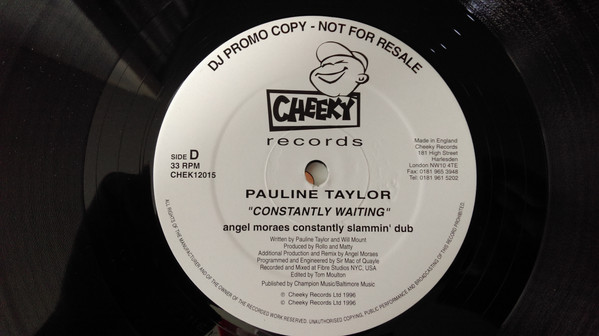 DJ PROMO COPY - NOT FOR RESALE
CHEEKY
records
SIDE D
33 RPM
CHEK12015
Made in England
Cheeky Records
181 High Street
Harlesden
London NW10 4TE
Fax: 0181 965 3948
Tel: 0181 961 5202
PAULINE TAYLOR
"CONSTANTLY WAITING"
angel moraes constantly slammin' dub
Written by Pauline Taylor and Will Mount
Produced by Rollo and Matty
Additional Production and Remix by Angel Moraes
Programmed and Engineered by Sir Mac of Quayle
Recorded and Mixed at Fibre Studios NYC, USA
Edited by Tom Moulton
Published by Champion Music/Baltimore Music
℗ Cheeky Records Ltd 1996
© Cheeky Records Ltd 1996
ALL RIGHTS OF THE MANUFACTURER AND OF THE OWNER OF THE RECORDED WORK RESERVED. UNAUTHORISED COPYING, PUBLIC PERFORMANCE AND BROADCASTING OF THIS RECORD PROHIBITED.